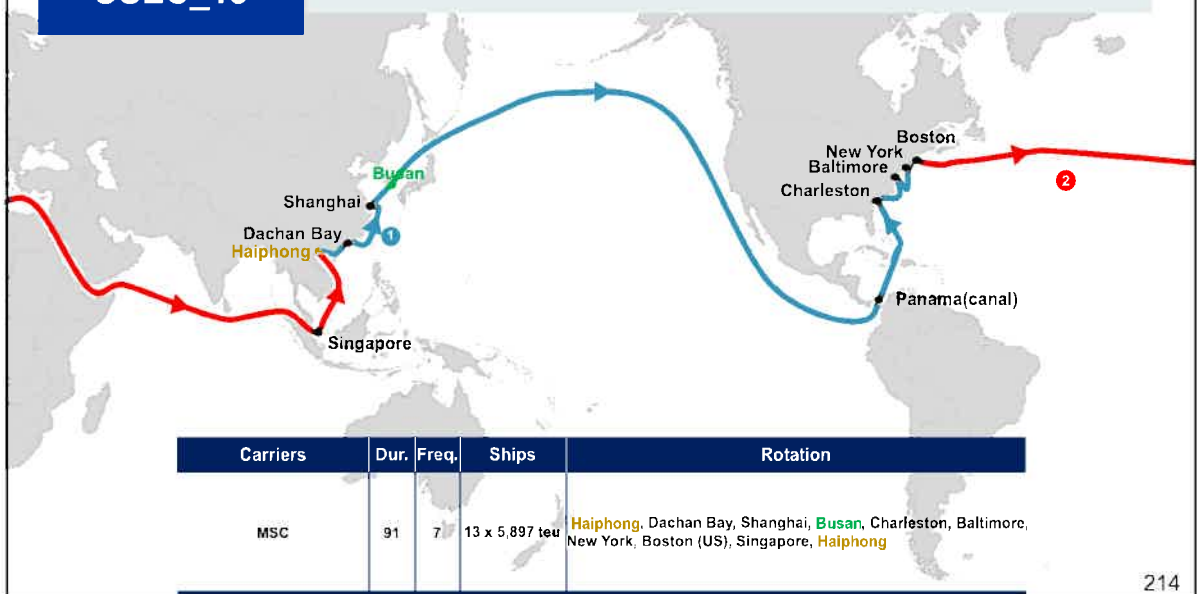 Boston
New York
Baltimore
Charleston
Busan
Shanghai
1
2
Dachan Bay
Haiphong
Panama(canal)
Singapore
Carriers Dur. Freq. Ships Rotation
MSC 91 7 13 x 5,897 teu Haiphong, Dachan Bay, Shanghai, Busan, Charleston, Baltimore,
New York, Boston (US), Singapore, Haiphong
214